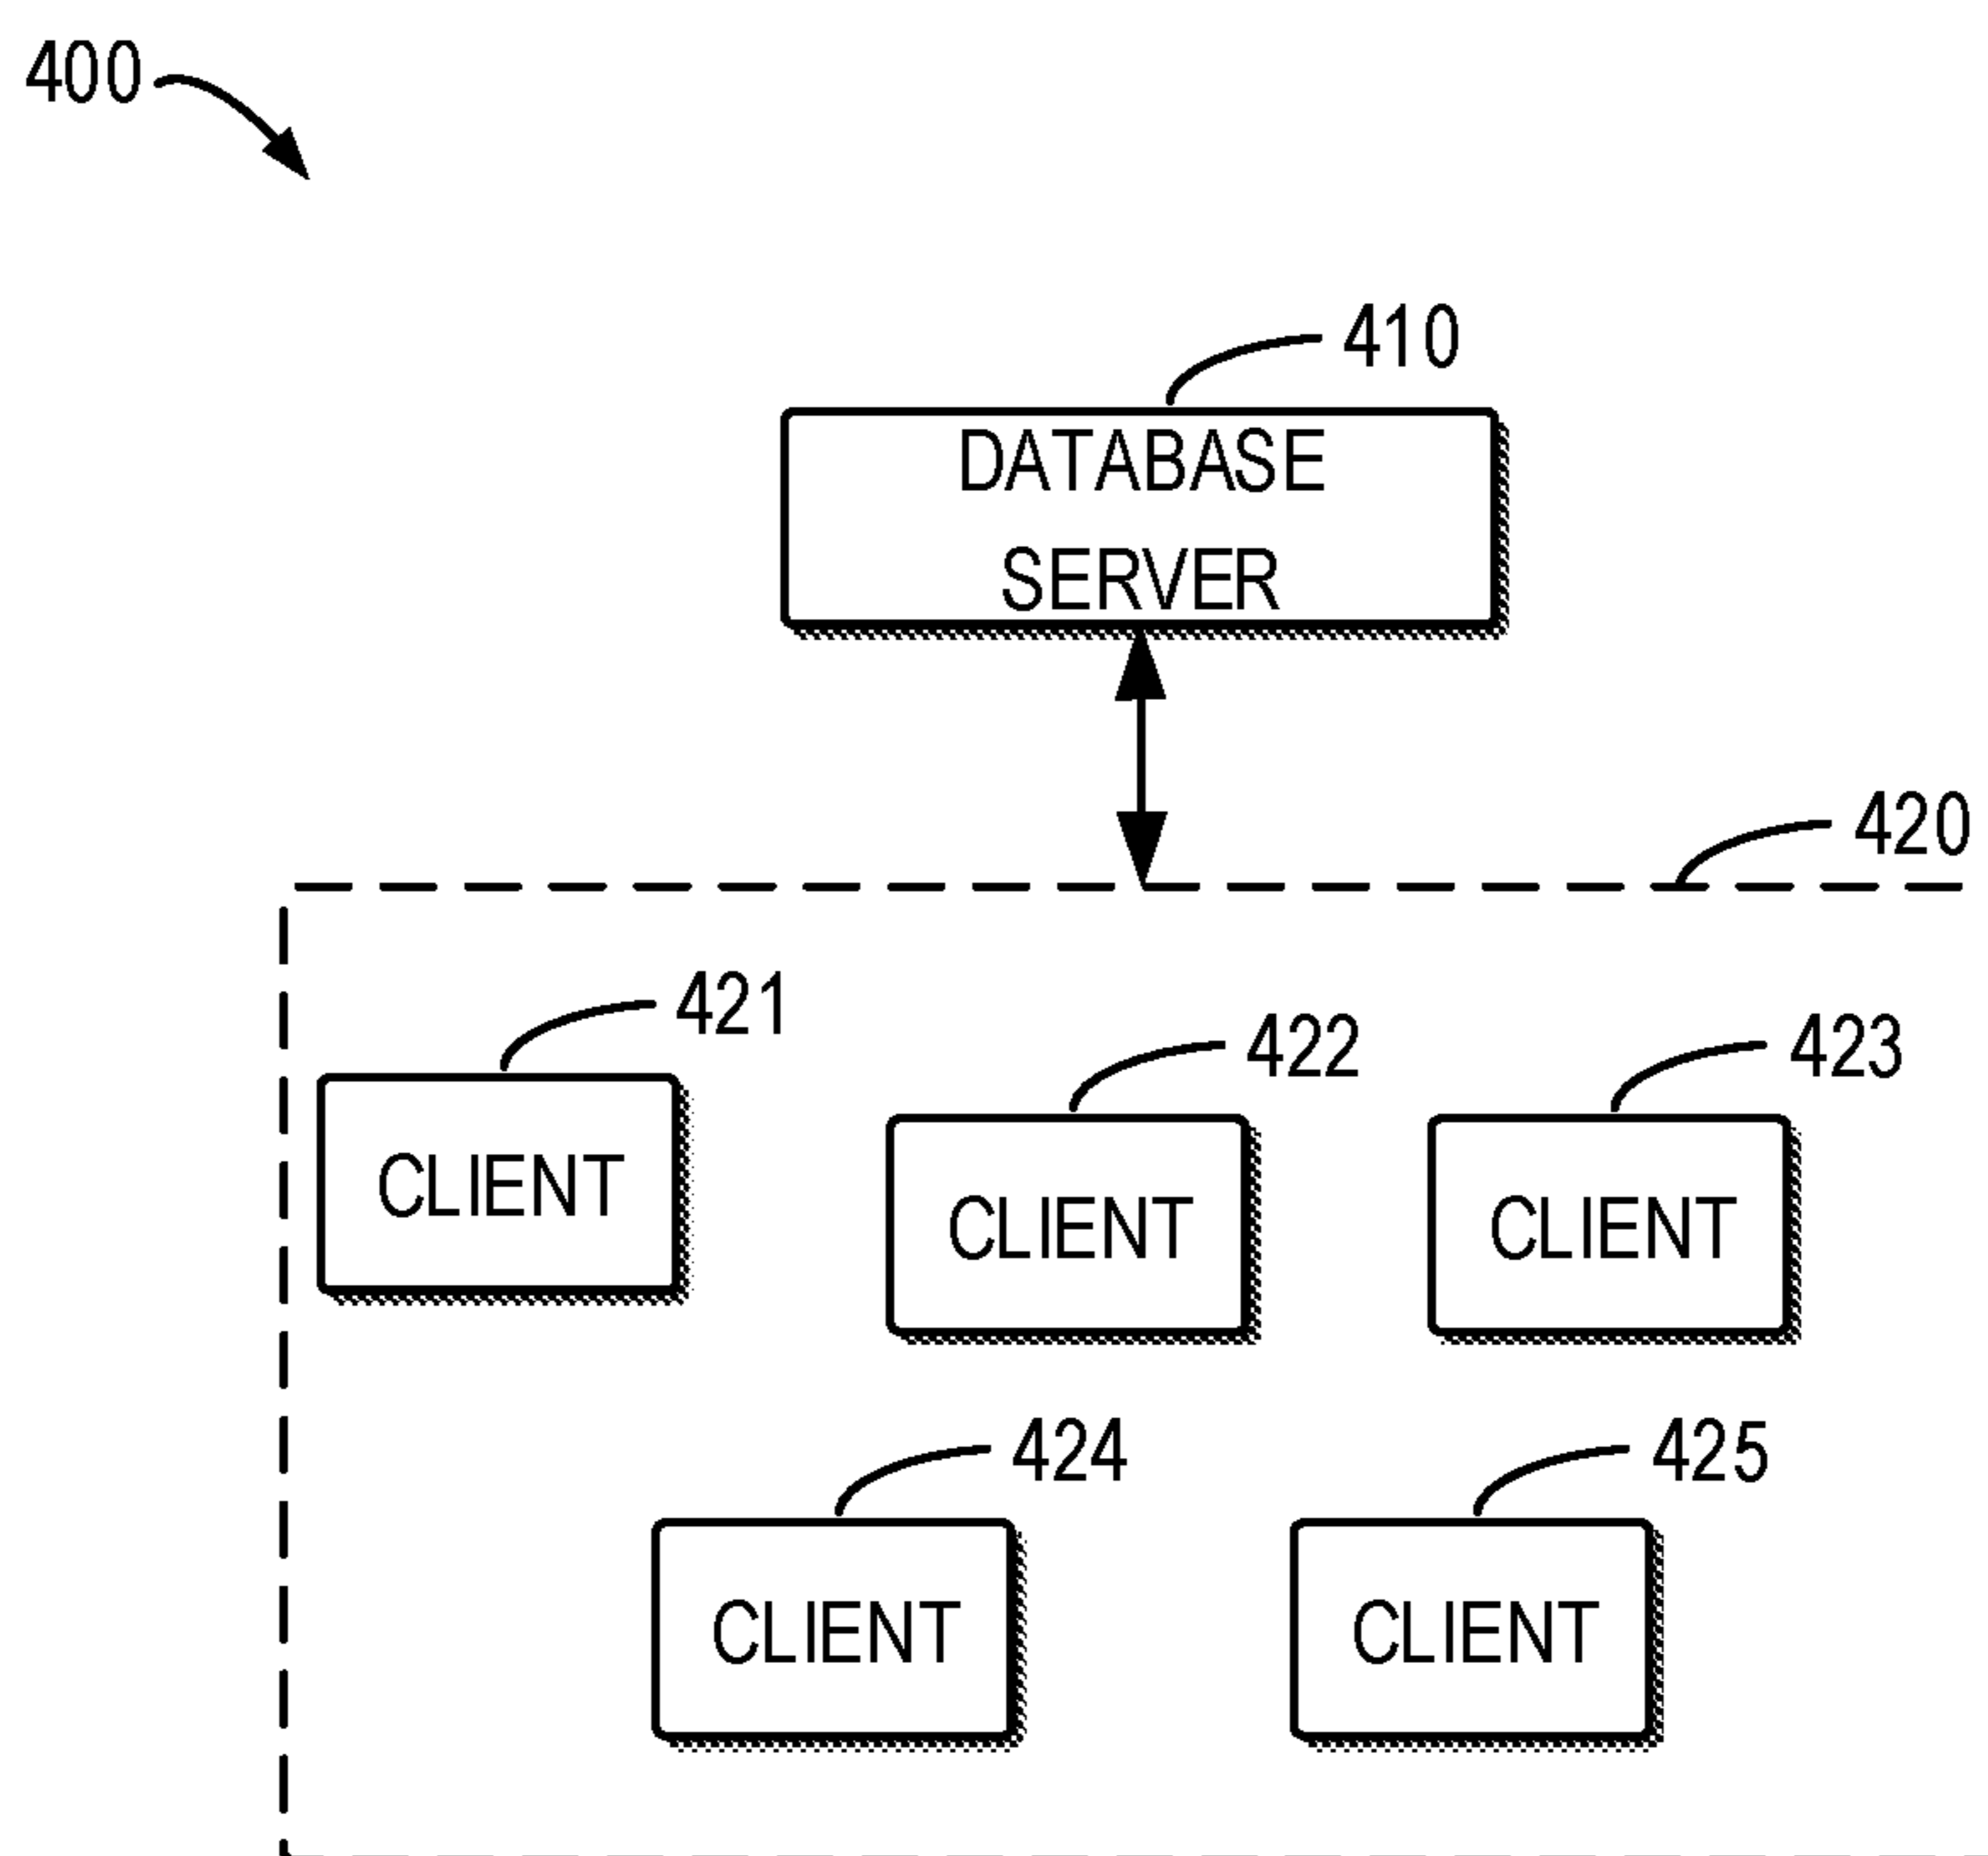 400
410
DATABASE
SERVER
420
421
422
423
CLIENT
CLIENT
CLIENT
424
425
CLIENT
CLIENT